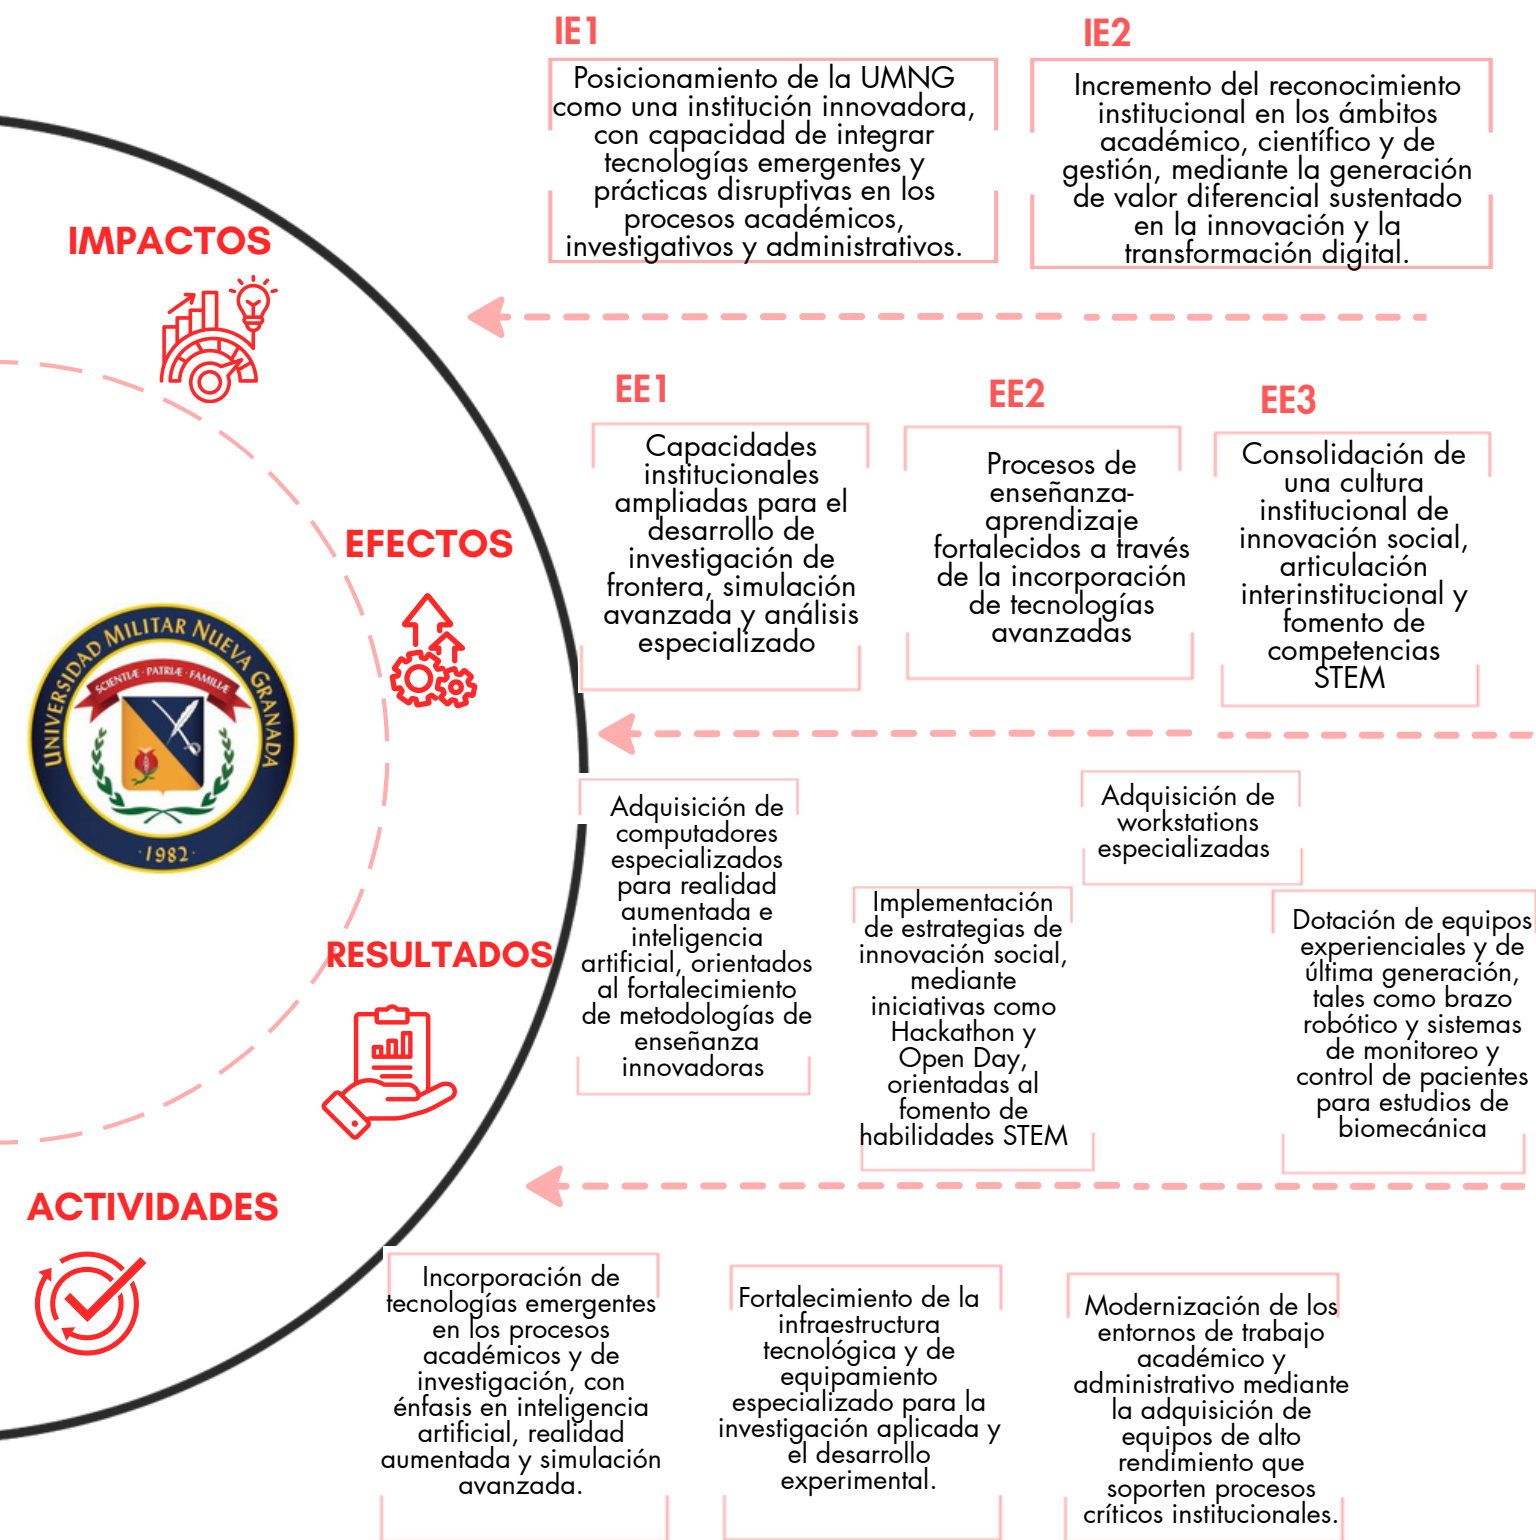 IE1
Posicionamiento de la UMNG
como una institución innovadora,
con capacidad de integrar
tecnologías emergentes y
prácticas disruptivas en los
procesos académicos,
investigativos y administrativos.
IE2
Incremento del reconocimiento
institucional en los ámbitos
académico, científico y de
gestión, mediante la generación
de valor diferencial sustentado
en la innovación y la
transformación digital.
IMPACTOS
EE1
Capacidades
institucionales
ampliadas para el
desarrollo de
investigación de
frontera, simulación
avanzada y análisis
especializado
EE2
Procesos de
enseñanza-
aprendizaje
fortalecidos a través
de la incorporación
de tecnologías
avanzadas
EE3
Consolidación de
una cultura
institucional de
innovación social,
articulación
interinstitucional y
fomento de
competencias
STEM
EFECTOS
UNIVERSIDAD MILITAR NUEVA GRANADA
SCIENTIÆ · PATRIÆ · FAMILIÆ
·1982·
Adquisición de
computadores
especializados
para realidad
aumentada e
inteligencia
artificial, orientados
al fortalecimiento
de metodologías de
enseñanza
innovadoras
Implementación
de estrategias de
innovación social,
mediante
iniciativas como
Hackathon y
Open Day,
orientadas al
fomento de
habilidades STEM
Adquisición de
workstations
especializadas
Dotación de equipos
experienciales y de
última generación,
tales como brazo
robótico y sistemas
de monitoreo y
control de pacientes
para estudios de
biomecánica
RESULTADOS
ACTIVIDADES
Incorporación de
tecnologías emergentes
en los procesos
académicos y de
investigación, con
énfasis en inteligencia
artificial, realidad
aumentada y simulación
avanzada.
Fortalecimiento de la
infraestructura
tecnológica y de
equipamiento
especializado para la
investigación aplicada y
el desarrollo
experimental.
Modernización de los
entornos de trabajo
académico y
administrativo mediante
la adquisición de
equipos de alto
rendimiento que
soporten procesos
críticos institucionales.